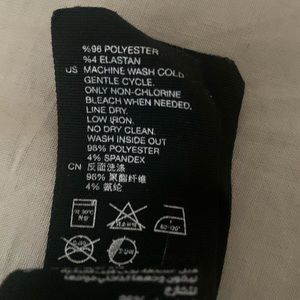 %96 POLYESTER
%4 ELASTAN
US MACHINE WASH COLD
GENTLE CYCLE.
ONLY NON-CHLORINE
BLEACH WHEN NEEDED,
LINE DRY.
LOW IRON.
NO DRY CLEAN.
WASH INSIDE OUT
96% POLYESTER
4% SPANDEX
CN 反面洗涤
96% 聚酯纤维
4% 氨纶